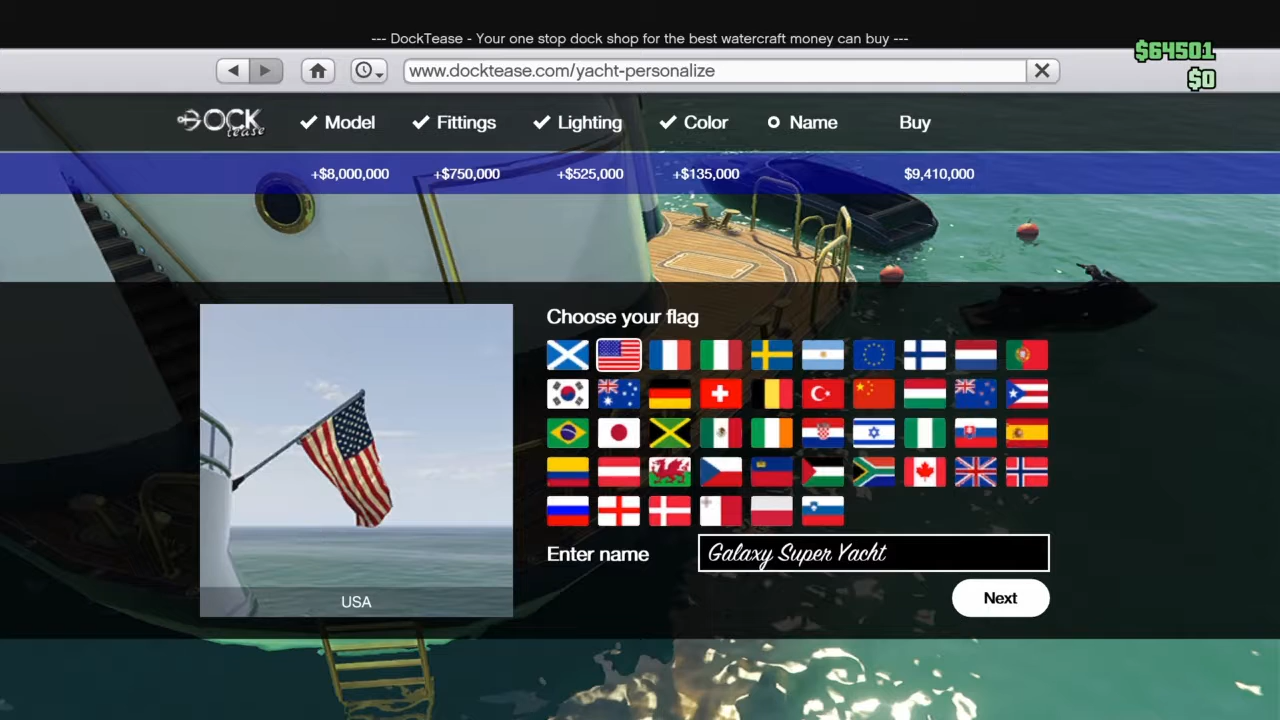 --- DockTease - Your one stop dock shop for the best watercraft money can buy ---
$64501
www.docktease.com/yacht-personalize
$0
DOCK tease
Model Fittings Lighting Color Name Buy
+$8,000,000 +$750,000 +$525,000 +$135,000 $9,410,000
Choose your flag
Enter name Galaxy Super Yacht
Next
USA